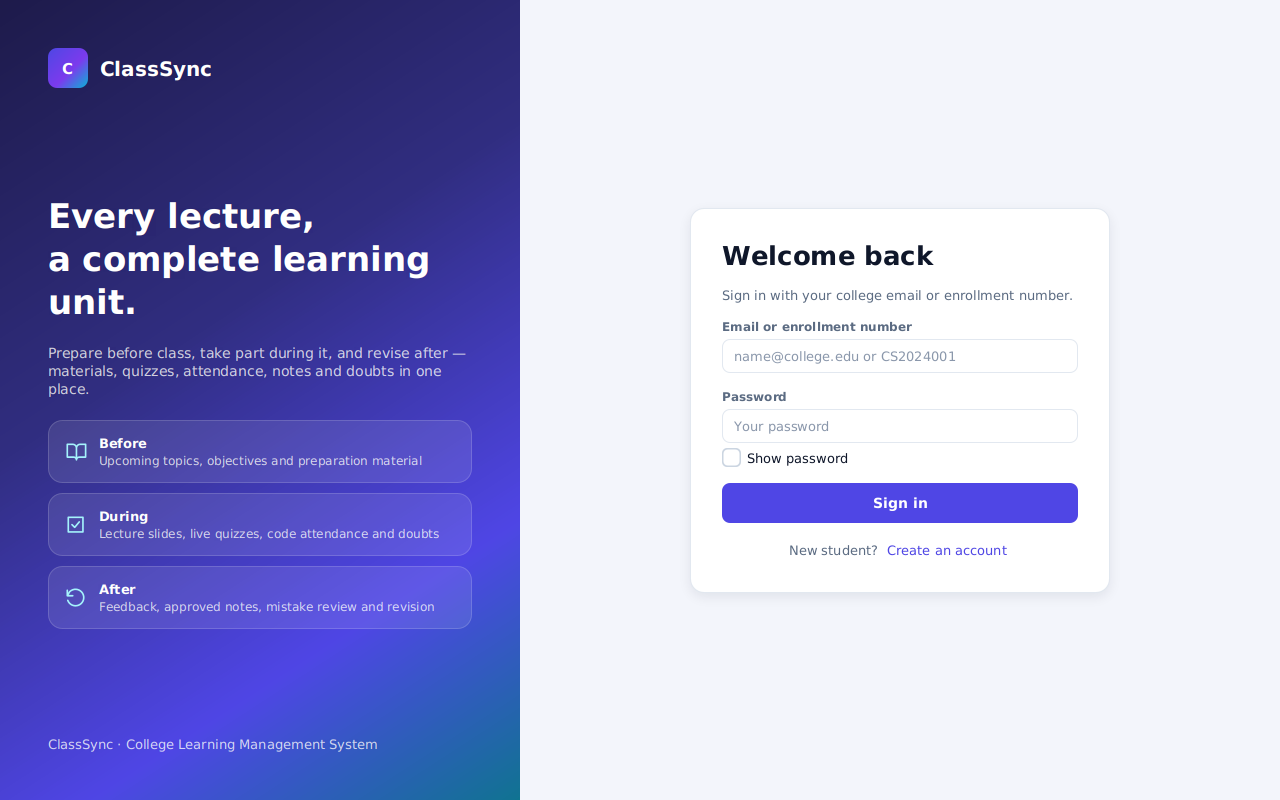 C
ClassSync
Every lecture,
a complete learning
unit.
Prepare before class, take part during it, and revise after —
materials, quizzes, attendance, notes and doubts in one
place.
Before
Upcoming topics, objectives and preparation material
During
Lecture slides, live quizzes, code attendance and doubts
After
Feedback, approved notes, mistake review and revision
ClassSync · College Learning Management System
Welcome back
Sign in with your college email or enrollment number.
Email or enrollment number
name@college.edu or CS2024001
Password
Your password
Show password
Sign in
New student? Create an account